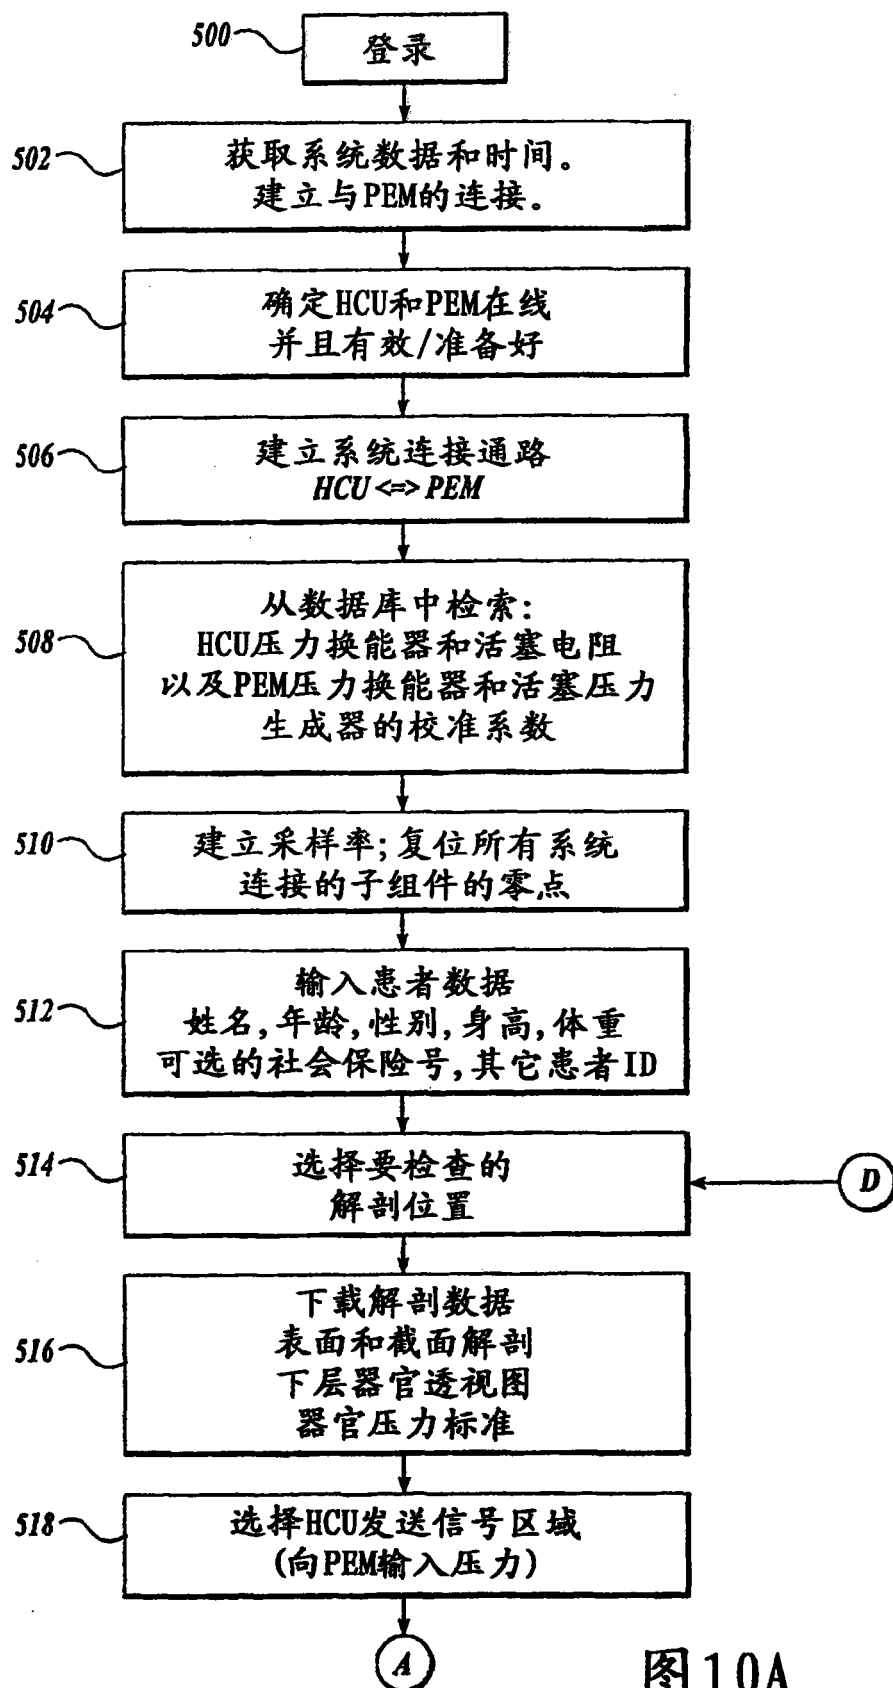 500
登录
502
获取系统数据和时间。
建立与PEM的连接。
504
确定HCU和PEM在线
并且有效/准备好
506
建立系统连接通路
HCU <=> PEM
508
从数据库中检索:
HCU压力换能器和活塞电阻
以及PEM压力换能器和活塞压力
生成器的校准系数
510
建立采样率;复位所有系统
连接的子组件的零点
512
输入患者数据
姓名,年龄,性别,身高,体重
可选的社会保险号,其它患者ID
514
选择要检查的
解剖位置
D
516
下载解剖数据
表面和截面解剖
下层器官透视图
器官压力标准
518
选择HCU发送信号区域
(向PEM输入压力)
A
图10A